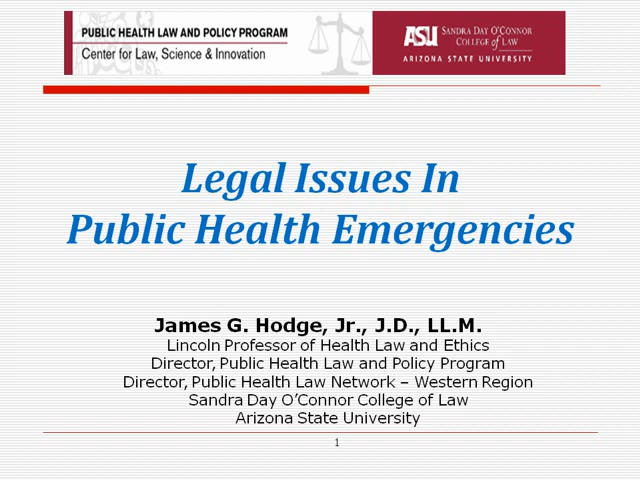 PUBLIC HEALTH LAW AND POLICY PROGRAM
Center for Law, Science & Innovation
ASU
SANDRA DAY O'CONNOR
COLLEGE OF LAW
ARIZONA STATE UNIVERSITY
Legal Issues In
Public Health Emergencies
James G. Hodge, Jr., J.D., LL.M.
Lincoln Professor of Health Law and Ethics
Director, Public Health Law and Policy Program
Director, Public Health Law Network – Western Region
Sandra Day O’Connor College of Law
Arizona State University
1